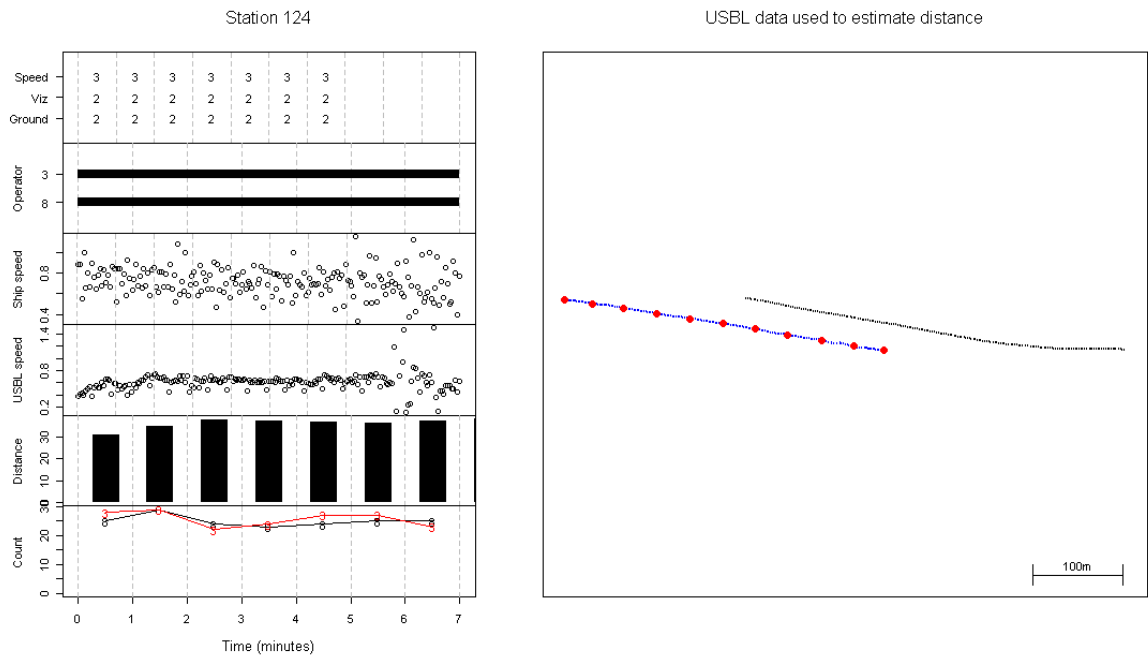 Station 124
USBL data used to estimate distance
Speed 3 3 3 3 3 3 3
Viz 2 2 2 2 2 2 2
Ground 2 2 2 2 2 2 2
Operator
3
8
Ship speed
0.8
0.4
USBL speed
1.4
0.8
0.2
Distance
30
20
10
0
Count
30
20
10
0
0 1 2 3 4 5 6 7
Time (minutes)
100m